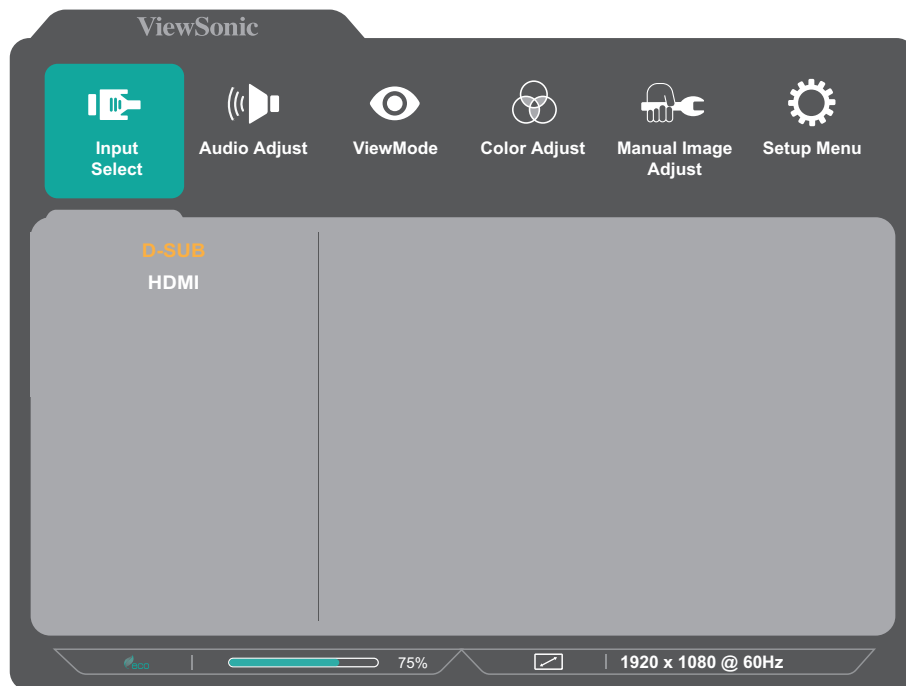 ViewSonic
Input
Select
Audio Adjust
ViewMode
Color Adjust
Manual Image
Adjust
Setup Menu
D-SUB
HDMI
ECO
75%
1920 x 1080 @ 60Hz